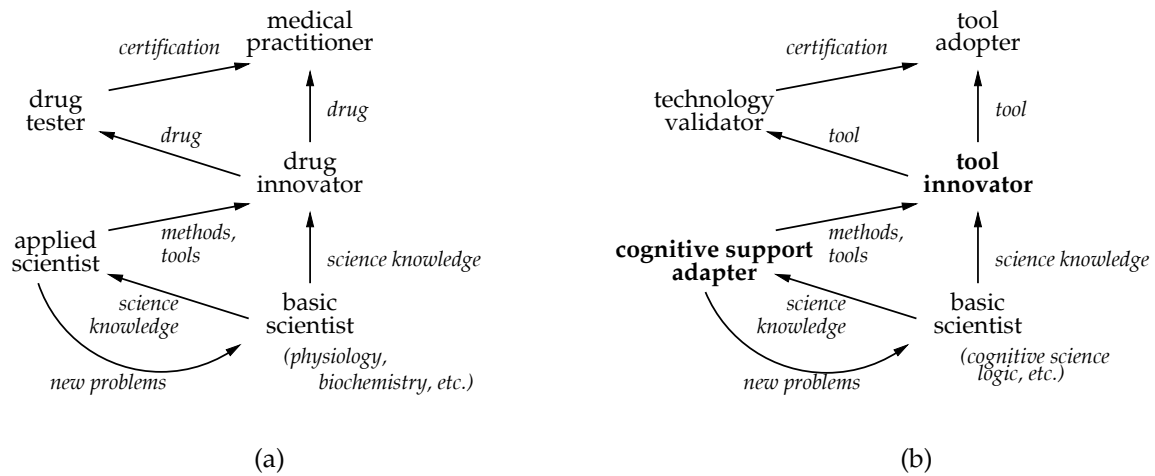 medical
practitioner
certification
drug
tester
drug
drug
drug
innovator
applied
scientist
methods,
tools
science knowledge
science
knowledge
basic
scientist
(physiology,
biochemistry, etc.)
new problems
(a)
tool
adopter
certification
technology
validator
tool
tool
tool
innovator
cognitive support
adapter
methods,
tools
science knowledge
science
knowledge
basic
scientist
(cognitive science
logic, etc.)
new problems
(b)